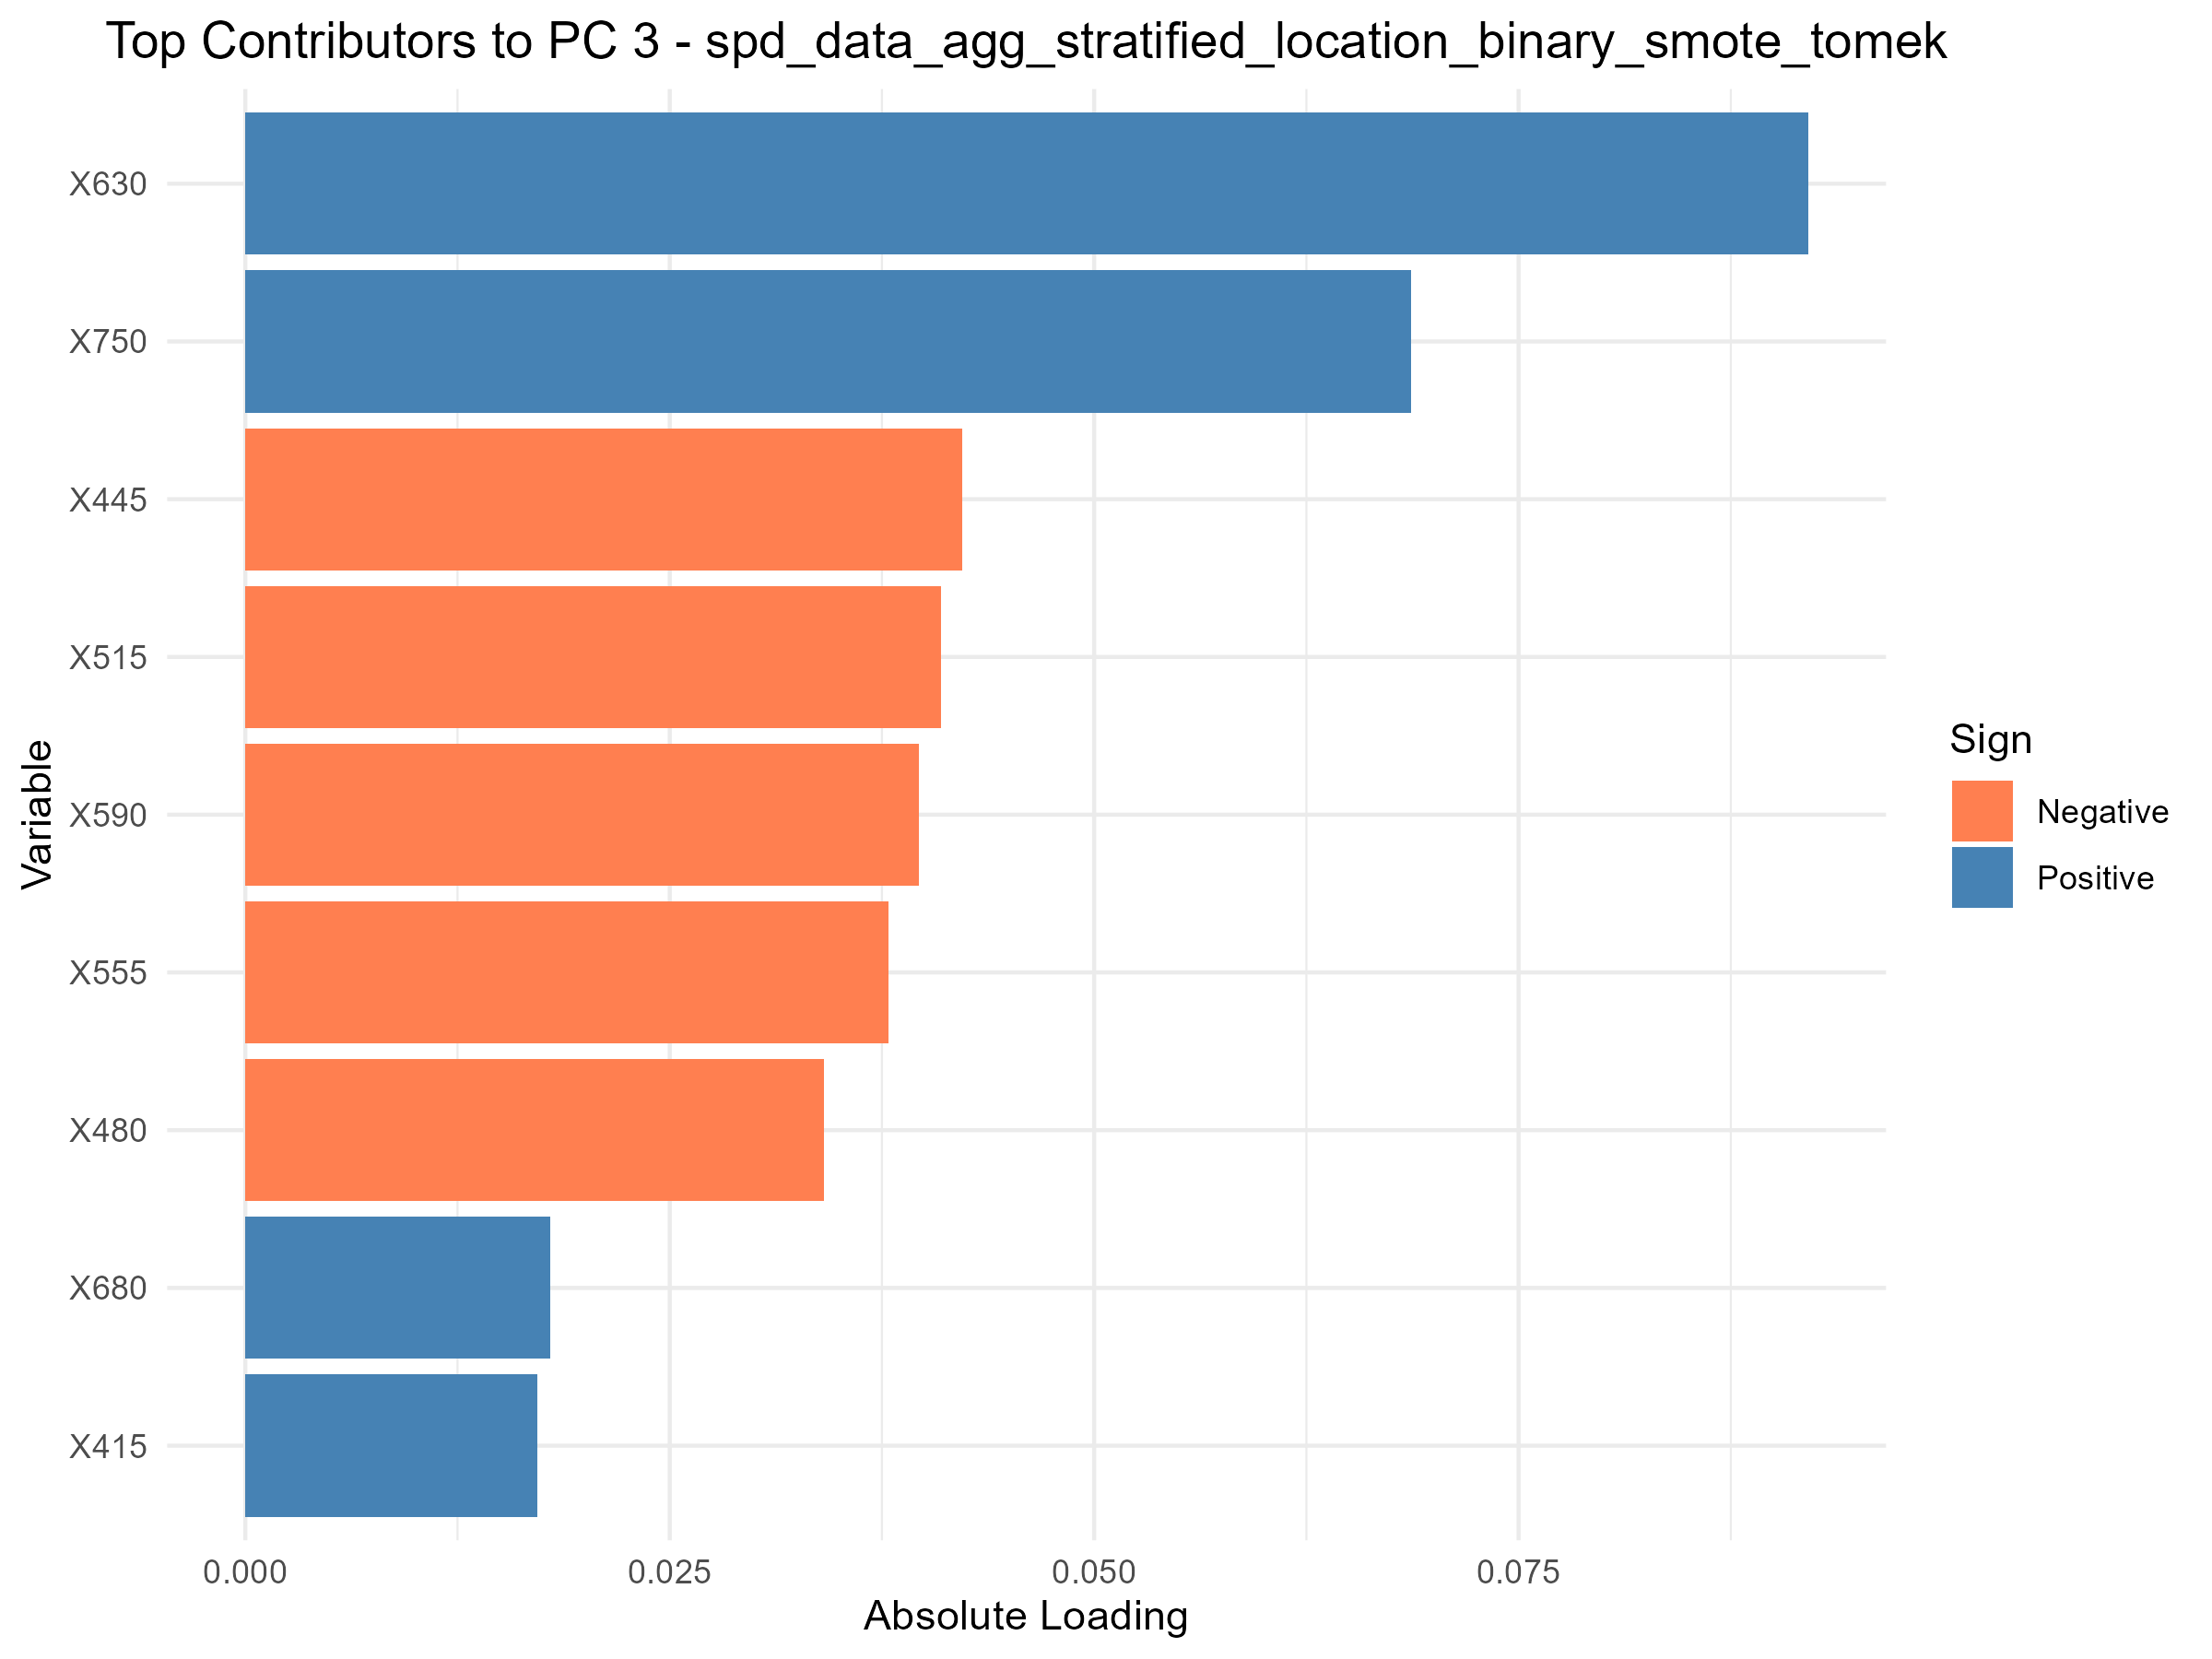 Top Contributors to PC 3 - spd_data_agg_stratified_location_binary_smote_tomek
X630
X750
X445
X515
X590
X555
X480
X680
X415
Variable
0.000 0.025 0.050 0.075
Absolute Loading
Sign
Negative
Positive